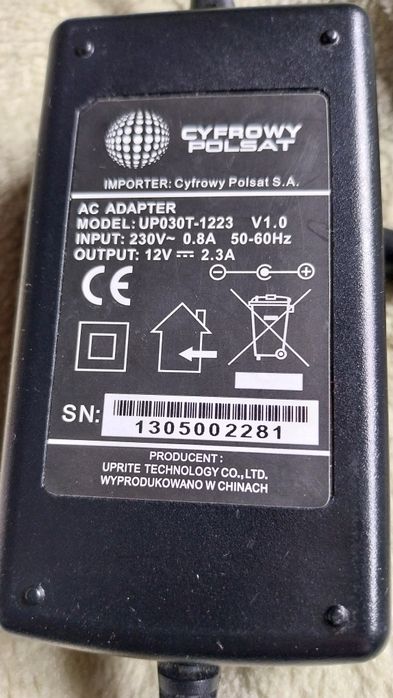 CYFROWY
POLSAT
IMPORTER: Cyfrowy Polsat S.A.
AC ADAPTER
MODEL: UP030T-1223 V1.0
INPUT: 230V~ 0.8A 50-60Hz
OUTPUT: 12V ⎓ 2.3A
CE
SN: 1305002281
PRODUCENT :
UPRITE TECHNOLOGY CO., LTD.
WYPRODUKOWANO W CHINACH